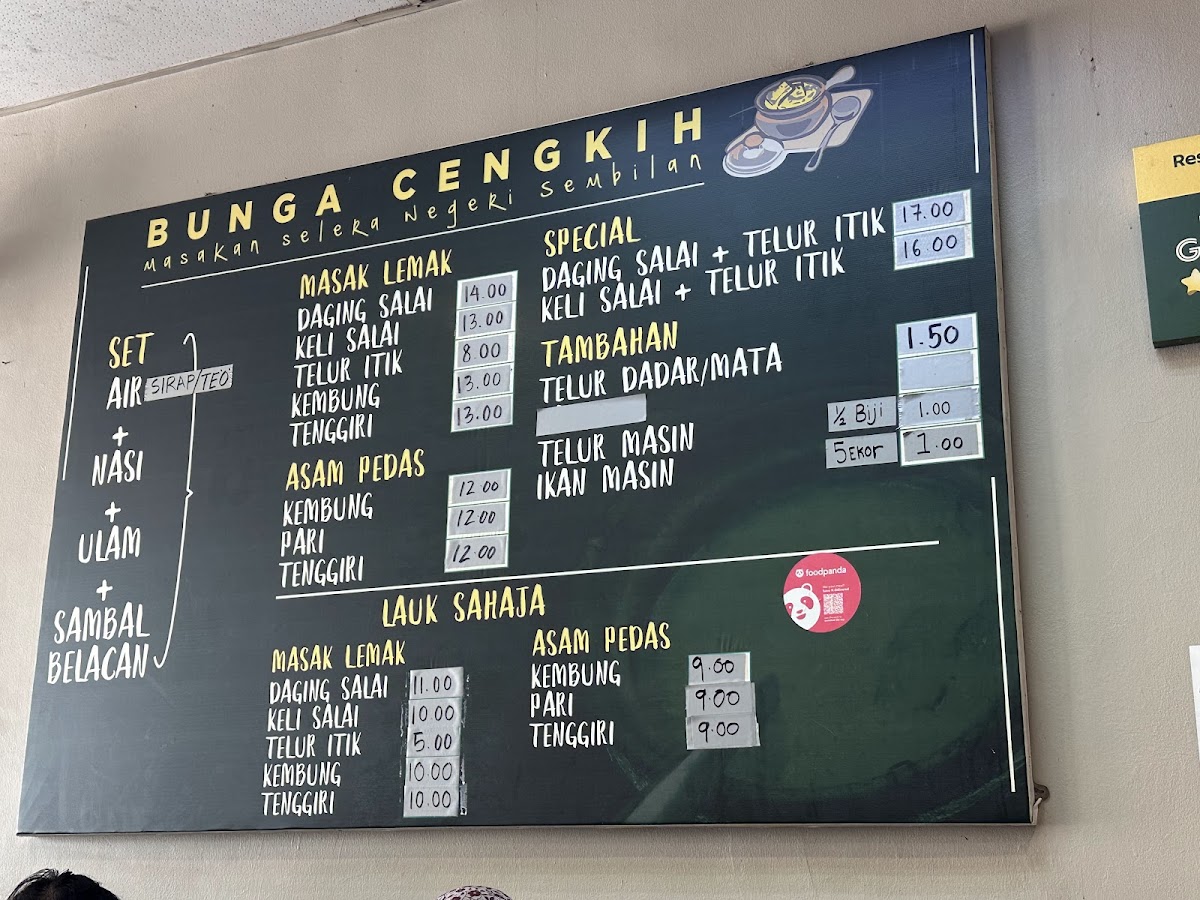 BUNGA CENGKIH
Masakan selera Negeri Sembilan
SET
AIR SIRAP/TEO
+
NASI
+
ULAM
+
SAMBAL
BELACAN
MASAK LEMAK
DAGING SALAI 14.00
KELI SALAI 13.00
TELUR ITIK 8.00
KEMBUNG 13.00
TENGGIRI 13.00
ASAM PEDAS
KEMBUNG 12.00
PARI 12.00
TENGGIRI 12.00
SPECIAL
DAGING SALAI + TELUR ITIK 17.00
KELI SALAI + TELUR ITIK 16.00
TAMBAHAN
TELUR DADAR/MATA 1.50
TELUR MASIN ½ Biji 1.00
IKAN MASIN 5 EKOR 1.00
LAUK SAHAJA
MASAK LEMAK
DAGING SALAI 11.00
KELI SALAI 10.00
TELUR ITIK 5.00
KEMBUNG 10.00
TENGGIRI 10.00
ASAM PEDAS
KEMBUNG 9.00
PARI 9.00
TENGGIRI 9.00
foodpanda
Res
G